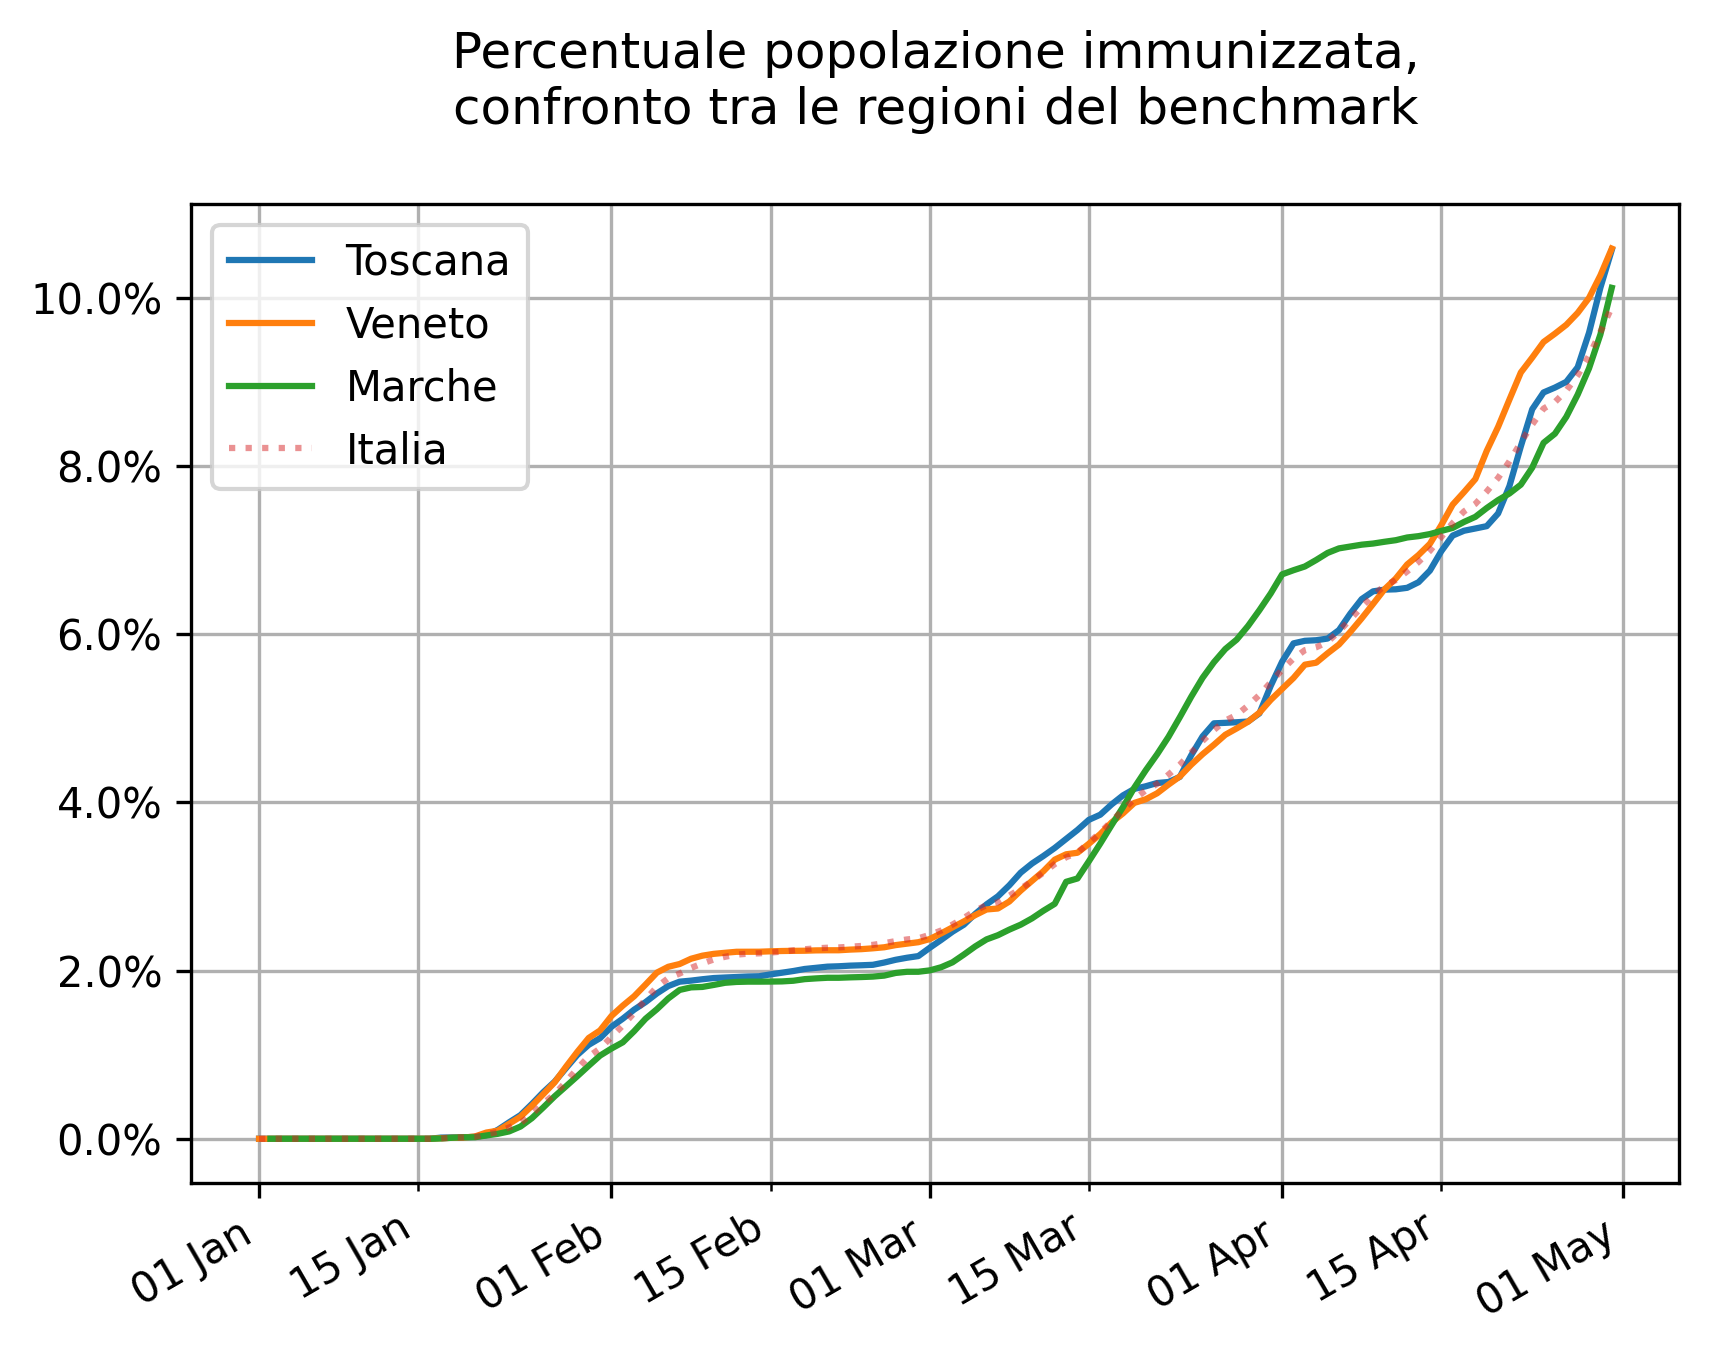 Percentuale popolazione immunizzata,
confronto tra le regioni del benchmark
Toscana
Veneto
Marche
Italia
10.0%
8.0%
6.0%
4.0%
2.0%
0.0%
01 Jan
15 Jan
01 Feb
15 Feb
01 Mar
15 Mar
01 Apr
15 Apr
01 May